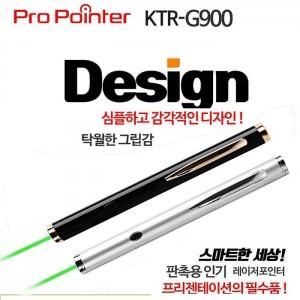 Pro Pointer KTR-G900
Design
심플하고 감각적인 디자인 !
탁월한 그립감
스마트한 세상!
판촉용 인기 레이저포인터
프리젠테이션의 필수품 !